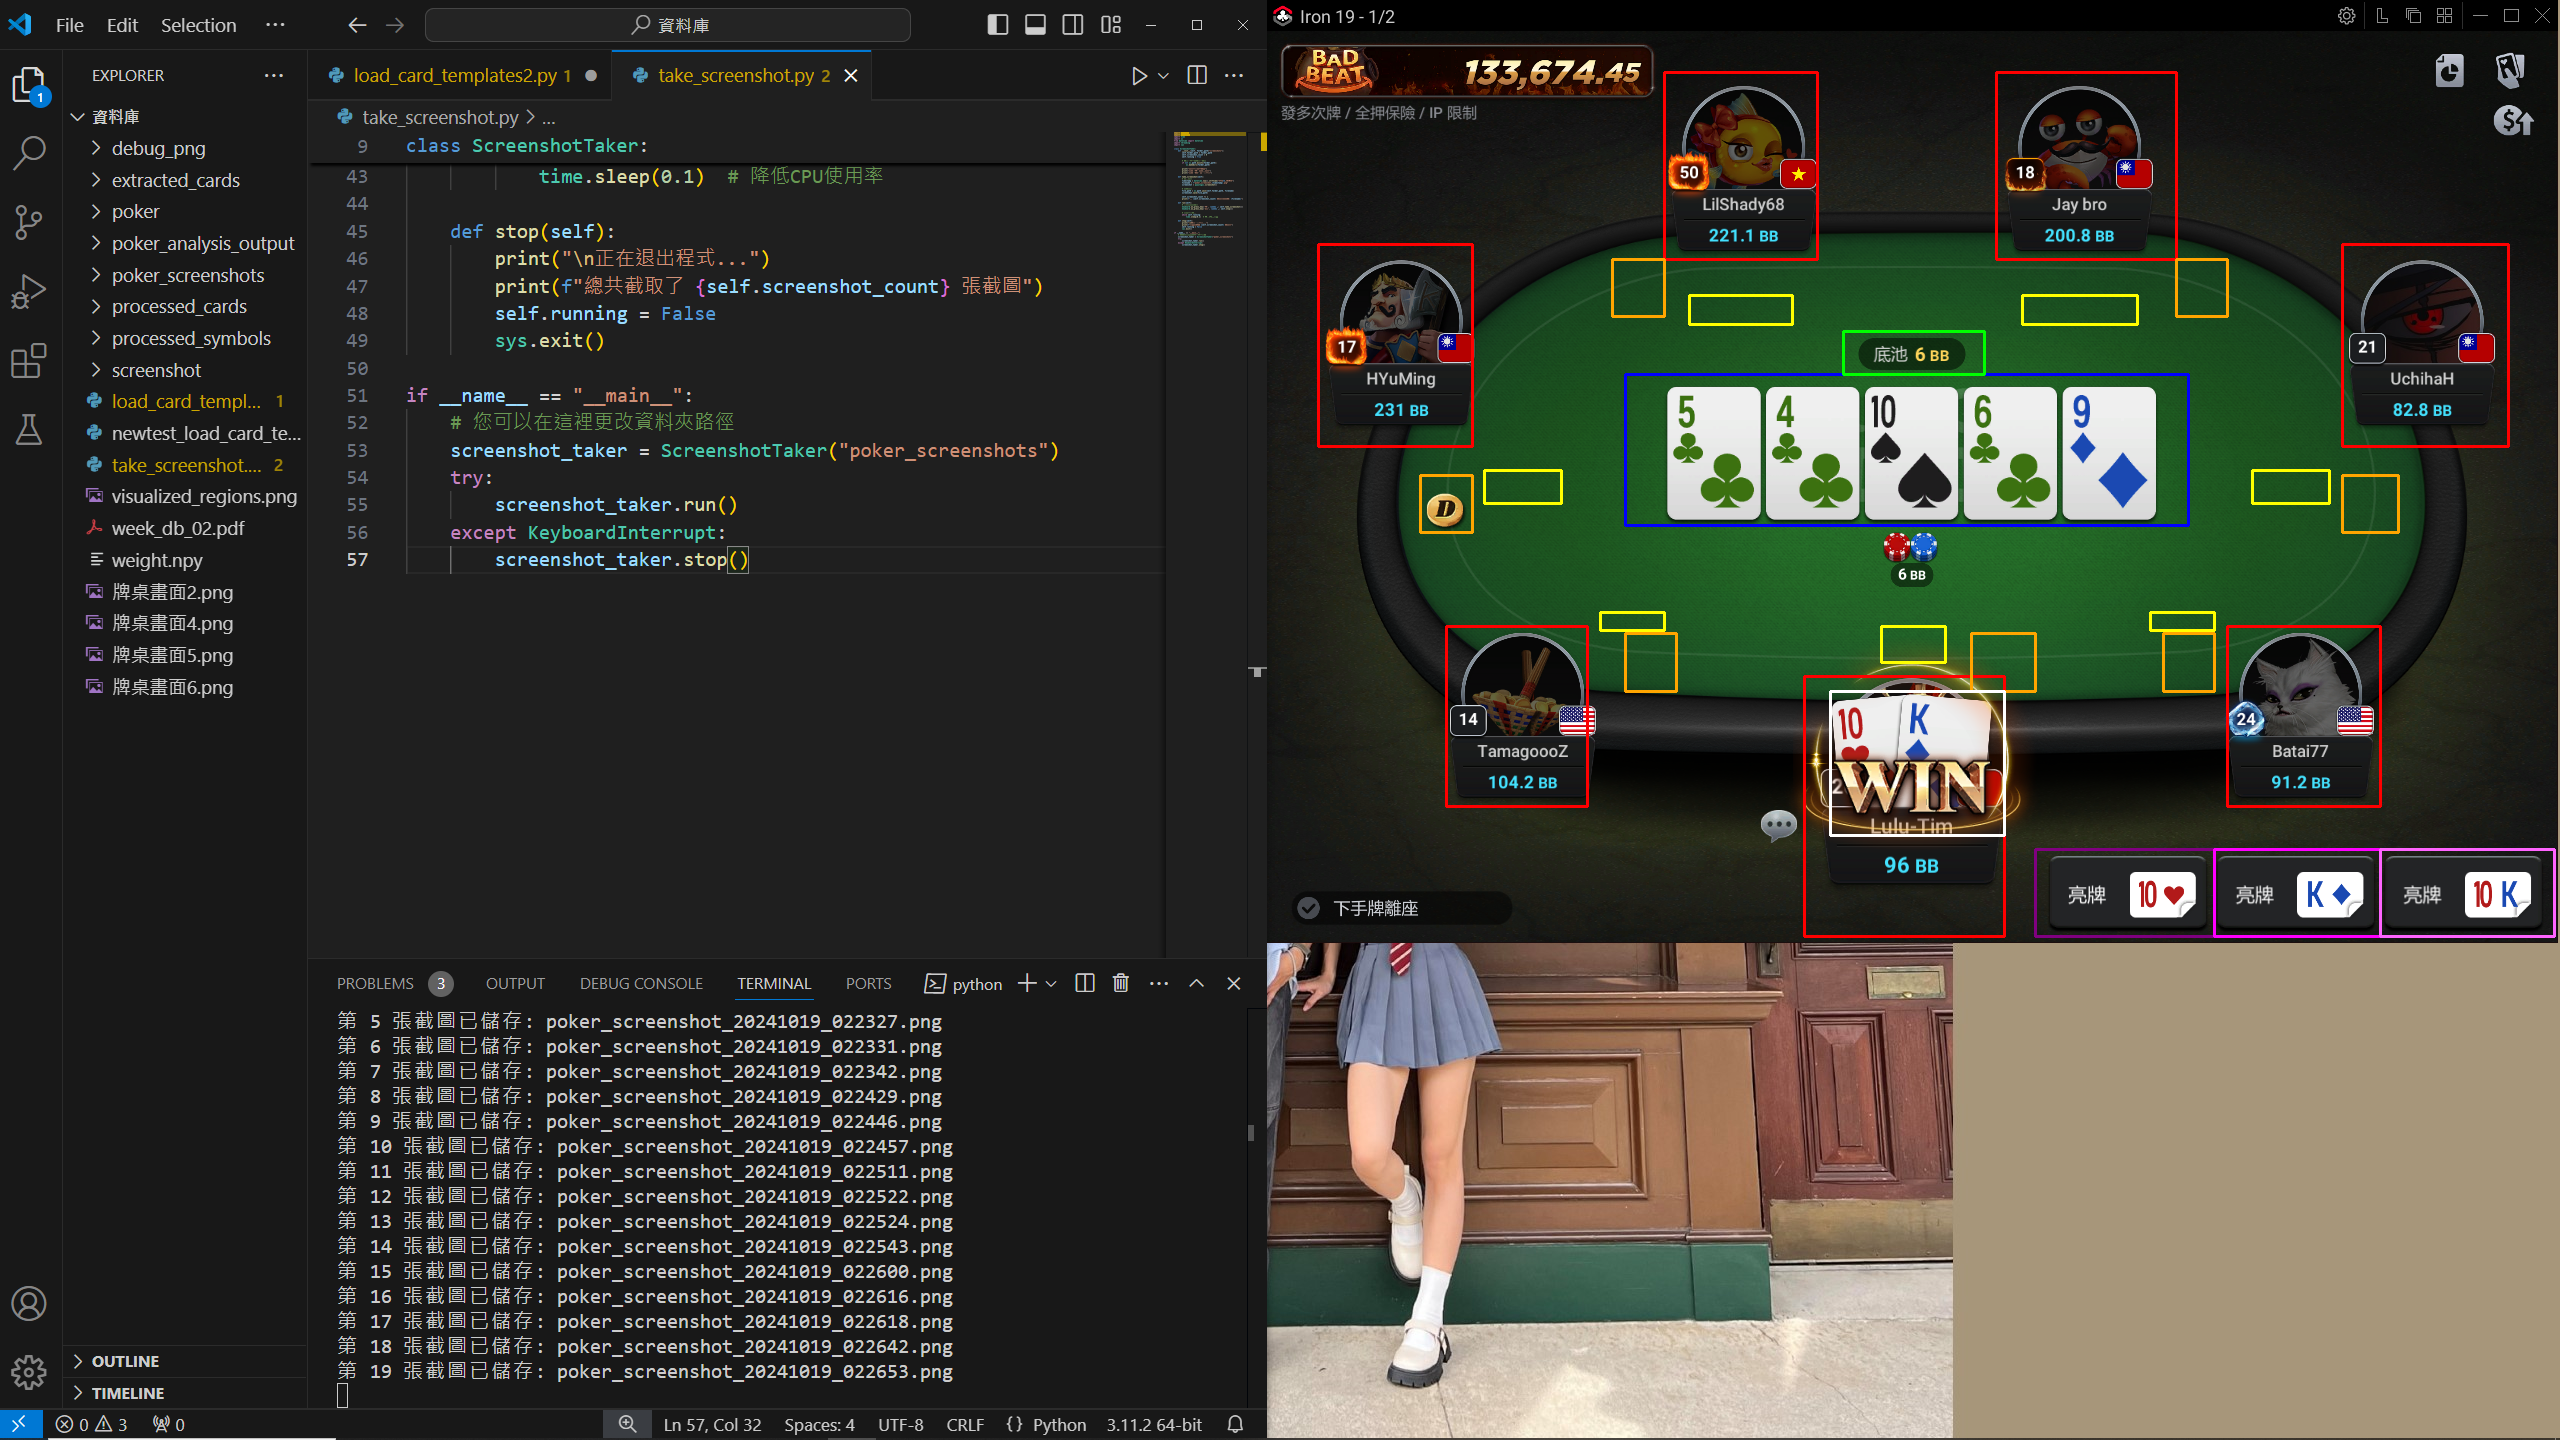 File Edit Selection ···
資料庫
EXPLORER ···
資料庫
debug_png
extracted_cards
poker
poker_analysis_output
poker_screenshots
processed_cards
processed_symbols
screenshot
load_card_templ... 1
newtest_load_card_te...
take_screenshot.... 2
visualized_regions.png
week_db_02.pdf
weight.npy
牌桌畫面2.png
牌桌畫面4.png
牌桌畫面5.png
牌桌畫面6.png
OUTLINE
TIMELINE
1
load_card_templates2.py 1
take_screenshot.py 2
take_screenshot.py > ...
9 class ScreenshotTaker:
43 time.sleep(0.1) # 降低CPU使用率
44
45 def stop(self):
46 print("\n正在退出程式...")
47 print(f"總共截取了 {self.screenshot_count} 張截圖")
48 self.running = False
49 sys.exit()
50
51 if __name__ == "__main__":
52 # 您可以在這裡更改資料夾路徑
53 screenshot_taker = ScreenshotTaker("poker_screenshots")
54 try:
55 screenshot_taker.run()
56 except KeyboardInterrupt:
57 screenshot_taker.stop()
PROBLEMS 3 OUTPUT DEBUG CONSOLE TERMINAL PORTS python
第 5 張截圖已儲存: poker_screenshot_20241019_022327.png
第 6 張截圖已儲存: poker_screenshot_20241019_022331.png
第 7 張截圖已儲存: poker_screenshot_20241019_022342.png
第 8 張截圖已儲存: poker_screenshot_20241019_022429.png
第 9 張截圖已儲存: poker_screenshot_20241019_022446.png
第 10 張截圖已儲存: poker_screenshot_20241019_022457.png
第 11 張截圖已儲存: poker_screenshot_20241019_022511.png
第 12 張截圖已儲存: poker_screenshot_20241019_022522.png
第 13 張截圖已儲存: poker_screenshot_20241019_022524.png
第 14 張截圖已儲存: poker_screenshot_20241019_022543.png
第 15 張截圖已儲存: poker_screenshot_20241019_022600.png
第 16 張截圖已儲存: poker_screenshot_20241019_022616.png
第 17 張截圖已儲存: poker_screenshot_20241019_022618.png
第 18 張截圖已儲存: poker_screenshot_20241019_022642.png
第 19 張截圖已儲存: poker_screenshot_20241019_022653.png
0 3 0 Ln 57, Col 32 Spaces: 4 UTF-8 CRLF {} Python 3.11.2 64-bit
Iron 19 - 1/2
BAD BEAT 133,674.45
發多次牌 / 全押保險 / IP 限制
50
LilShady68
221.1 BB
18
Jay bro
200.8 BB
17
HYuMing
231 BB
21
UchihaH
82.8 BB
底池 6 BB
5 4 10 6 9
D
6 BB
14
TamagoooZ
104.2 BB
10 K
WIN
2
Lulu-Tim
96 BB
24
Batai77
91.2 BB
亮牌 10
亮牌 K
亮牌 10 K
下手牌離座